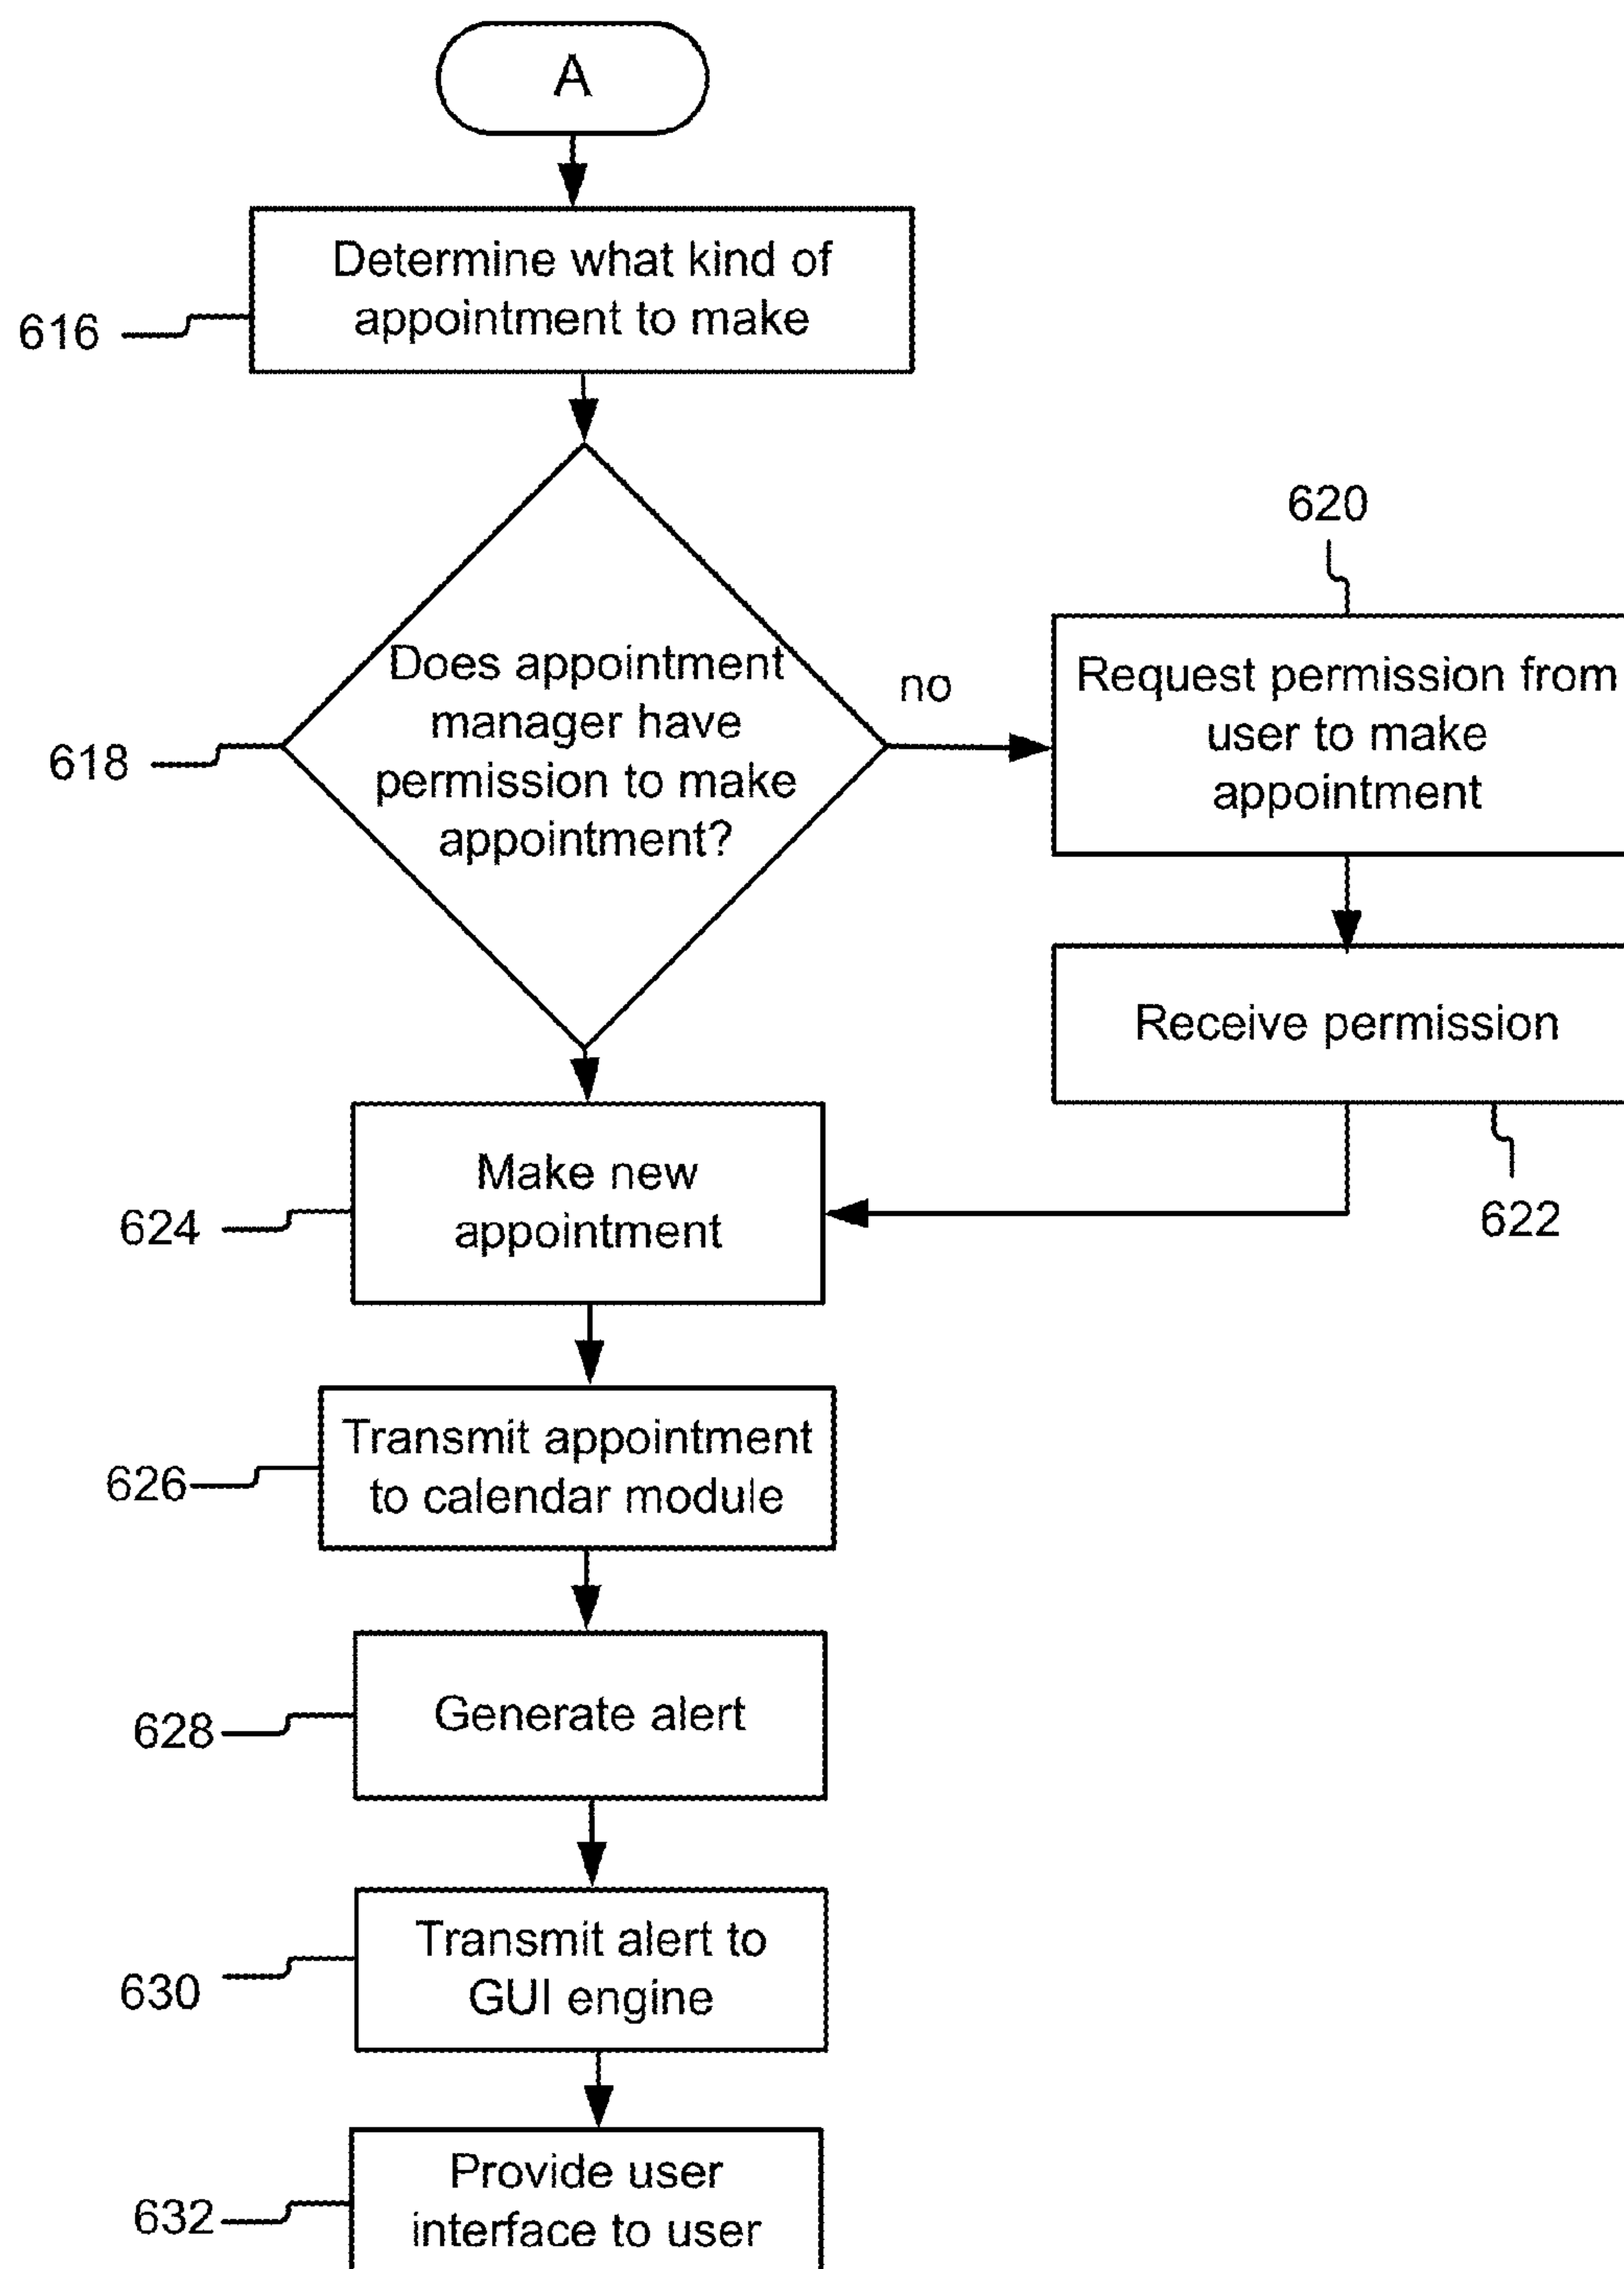 A
Determine what kind of
appointment to make
616
Does appointment
manager have
permission to make
appointment?
618
no
620
Request permission from
user to make
appointment
Receive permission
622
Make new
appointment
624
Transmit appointment
to calendar module
626
Generate alert
628
Transmit alert to
GUI engine
630
Provide user
interface to user
632